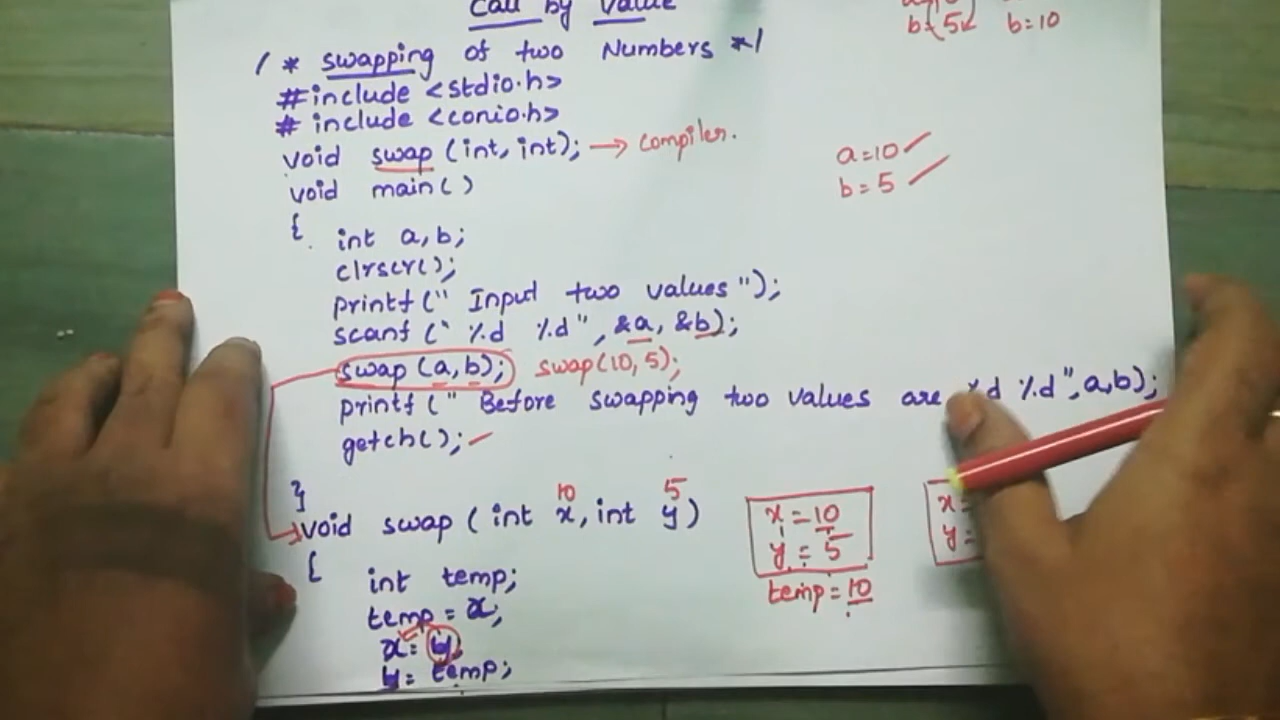 Call by Value
b=5 b=10
/* swapping of two Numbers */
#include <stdio.h>
# include <conio.h>
void swap (int, int); → compiler.
a=10
b=5
void main()
{
int a,b;
clrscr();
printf(" Input two values");
scanf(" %d %d", &a, &b);
swap (a,b); swap(10,5);
printf(" Before swapping two values are %d %d",a,b);
getch();
}
10 5
void swap (int x, int y)
{
x=10
y=5
x=
y=
temp=10
int temp;
temp = x;
x= y;
y= temp;